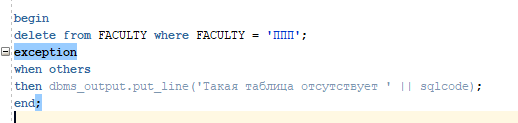 begin
delete from FACULTY where FACULTY = 'ППП';
exception
when others
then dbms_output.put_line('Такая таблица отсутствует ' || sqlcode);
end;